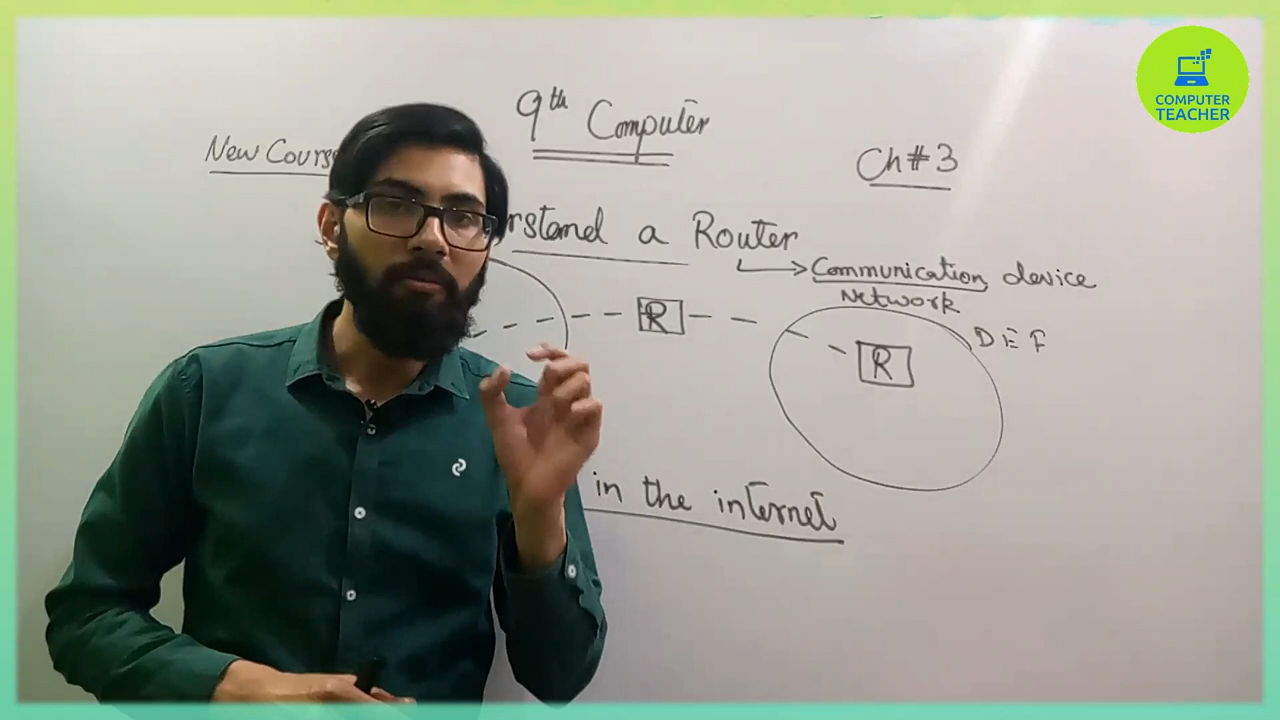 9th Computer
New Cours
Ch # 3
rstand a Router
Communication device
Network
R
D E F
R
in the internet
COMPUTER
TEACHER